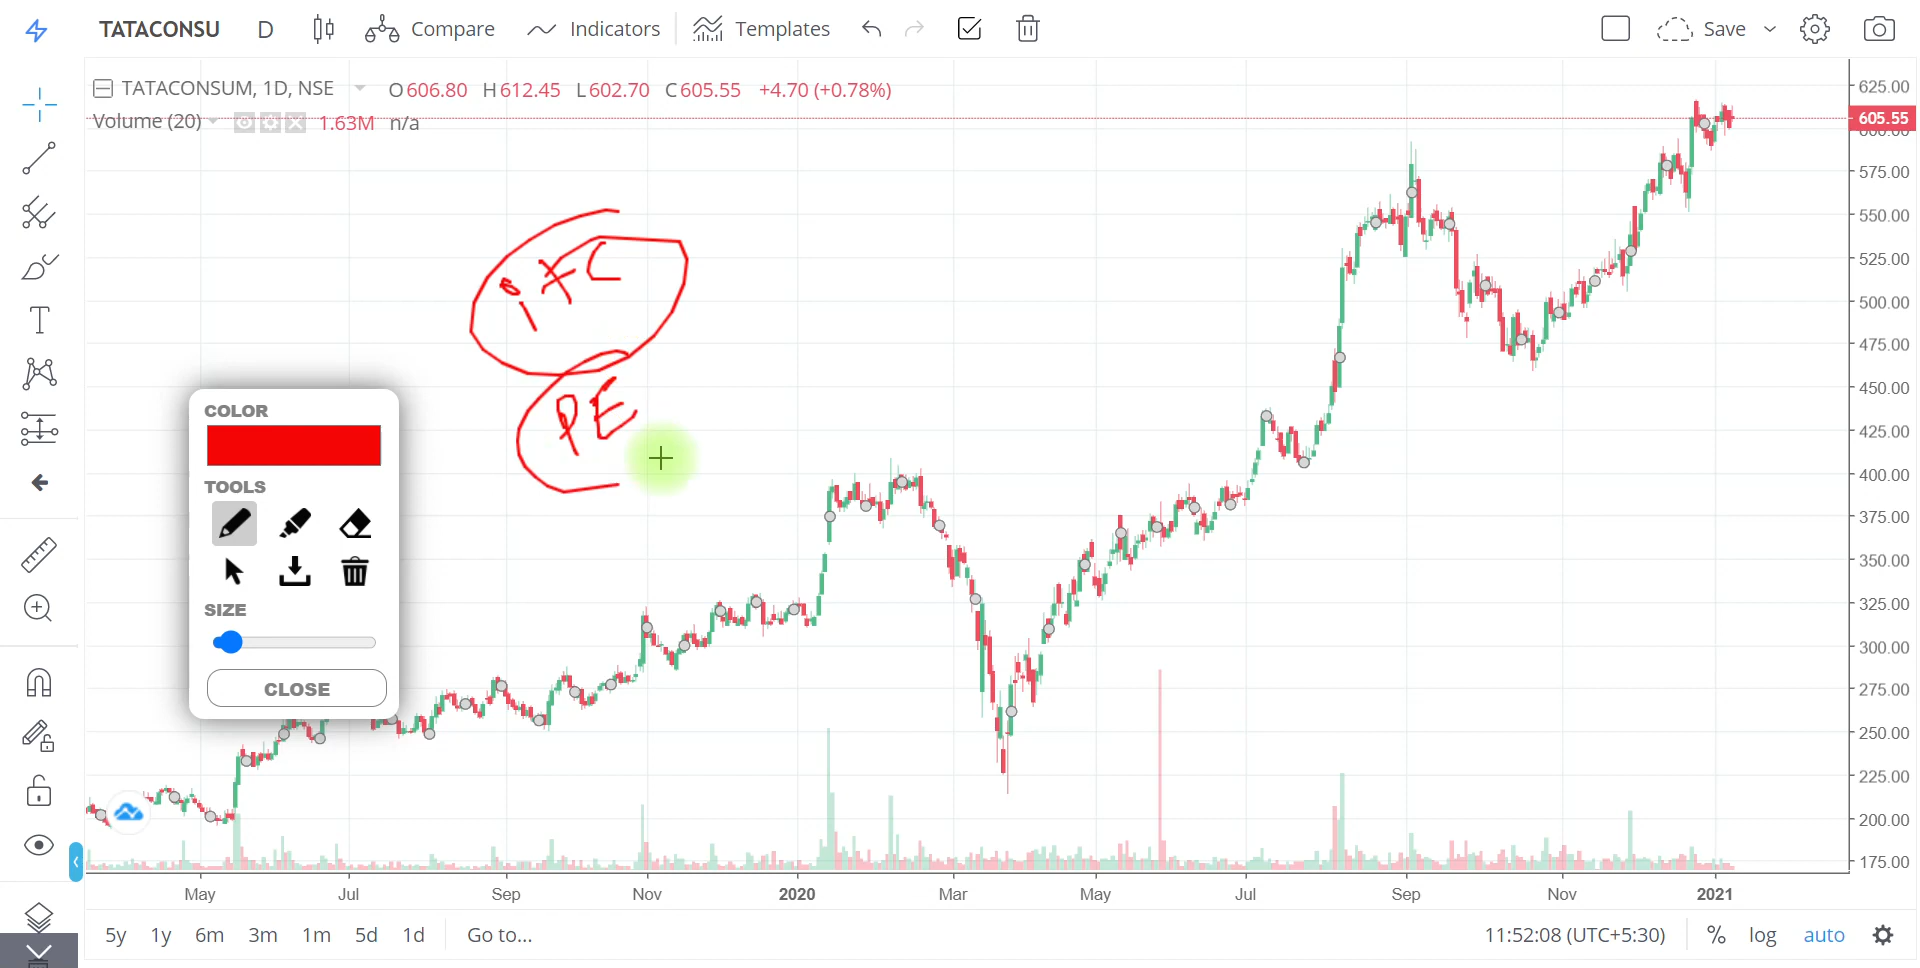 TATACONSU D Compare Indicators Templates Save
TATACONSUM, 1D, NSE O606.80 H612.45 L602.70 C605.55 +4.70 (+0.78%)
Volume (20) 1.63M n/a
625.00
605.55
600.00
575.00
550.00
525.00
500.00
475.00
450.00
425.00
400.00
375.00
350.00
325.00
300.00
275.00
250.00
225.00
200.00
175.00
PE
COLOR
TOOLS
SIZE
CLOSE
May Jul Sep Nov 2020 Mar May Jul Sep Nov 2021
5y 1y 6m 3m 1m 5d 1d Go to... 11:52:08 (UTC+5:30) % log auto